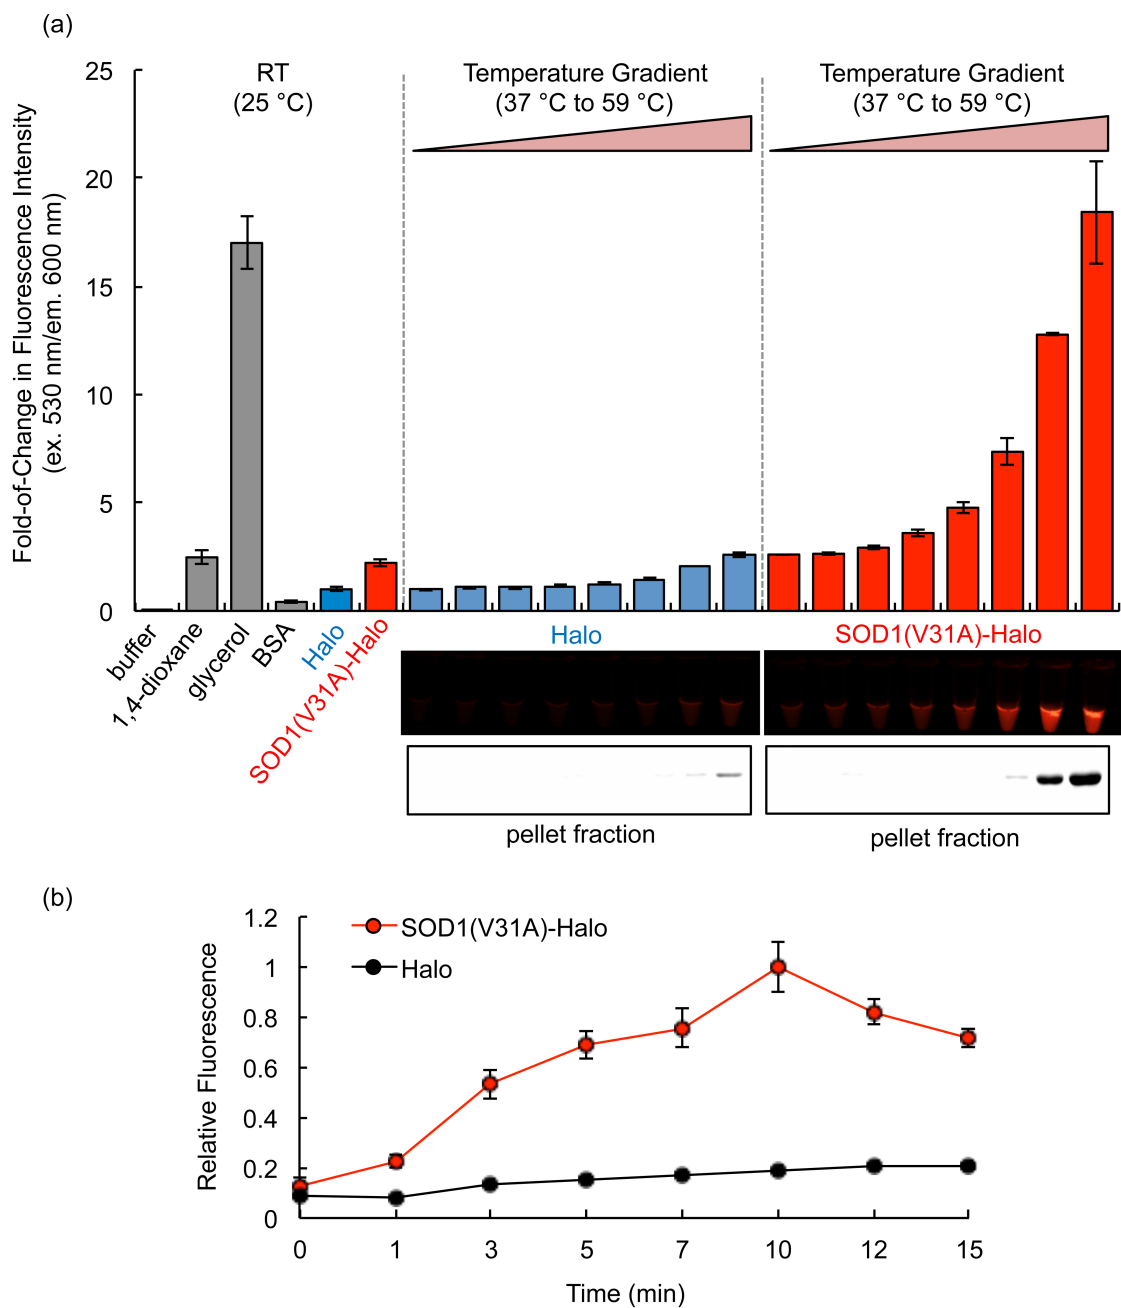 (a)
Fold-of-Change in Fluorescence Intensity
(ex. 530 nm/em. 600 nm)
25
20
15
10
5
0
RT
(25 °C)
Temperature Gradient
(37 °C to 59 °C)
Temperature Gradient
(37 °C to 59 °C)
buffer
1,4-dioxane
glycerol
BSA
Halo
SOD1(V31A)-Halo
Halo
SOD1(V31A)-Halo
pellet fraction
pellet fraction
(b)
Relative Fluorescence
1.2
1
0.8
0.6
0.4
0.2
0
SOD1(V31A)-Halo
Halo
0 1 3 5 7 10 12 15
Time (min)